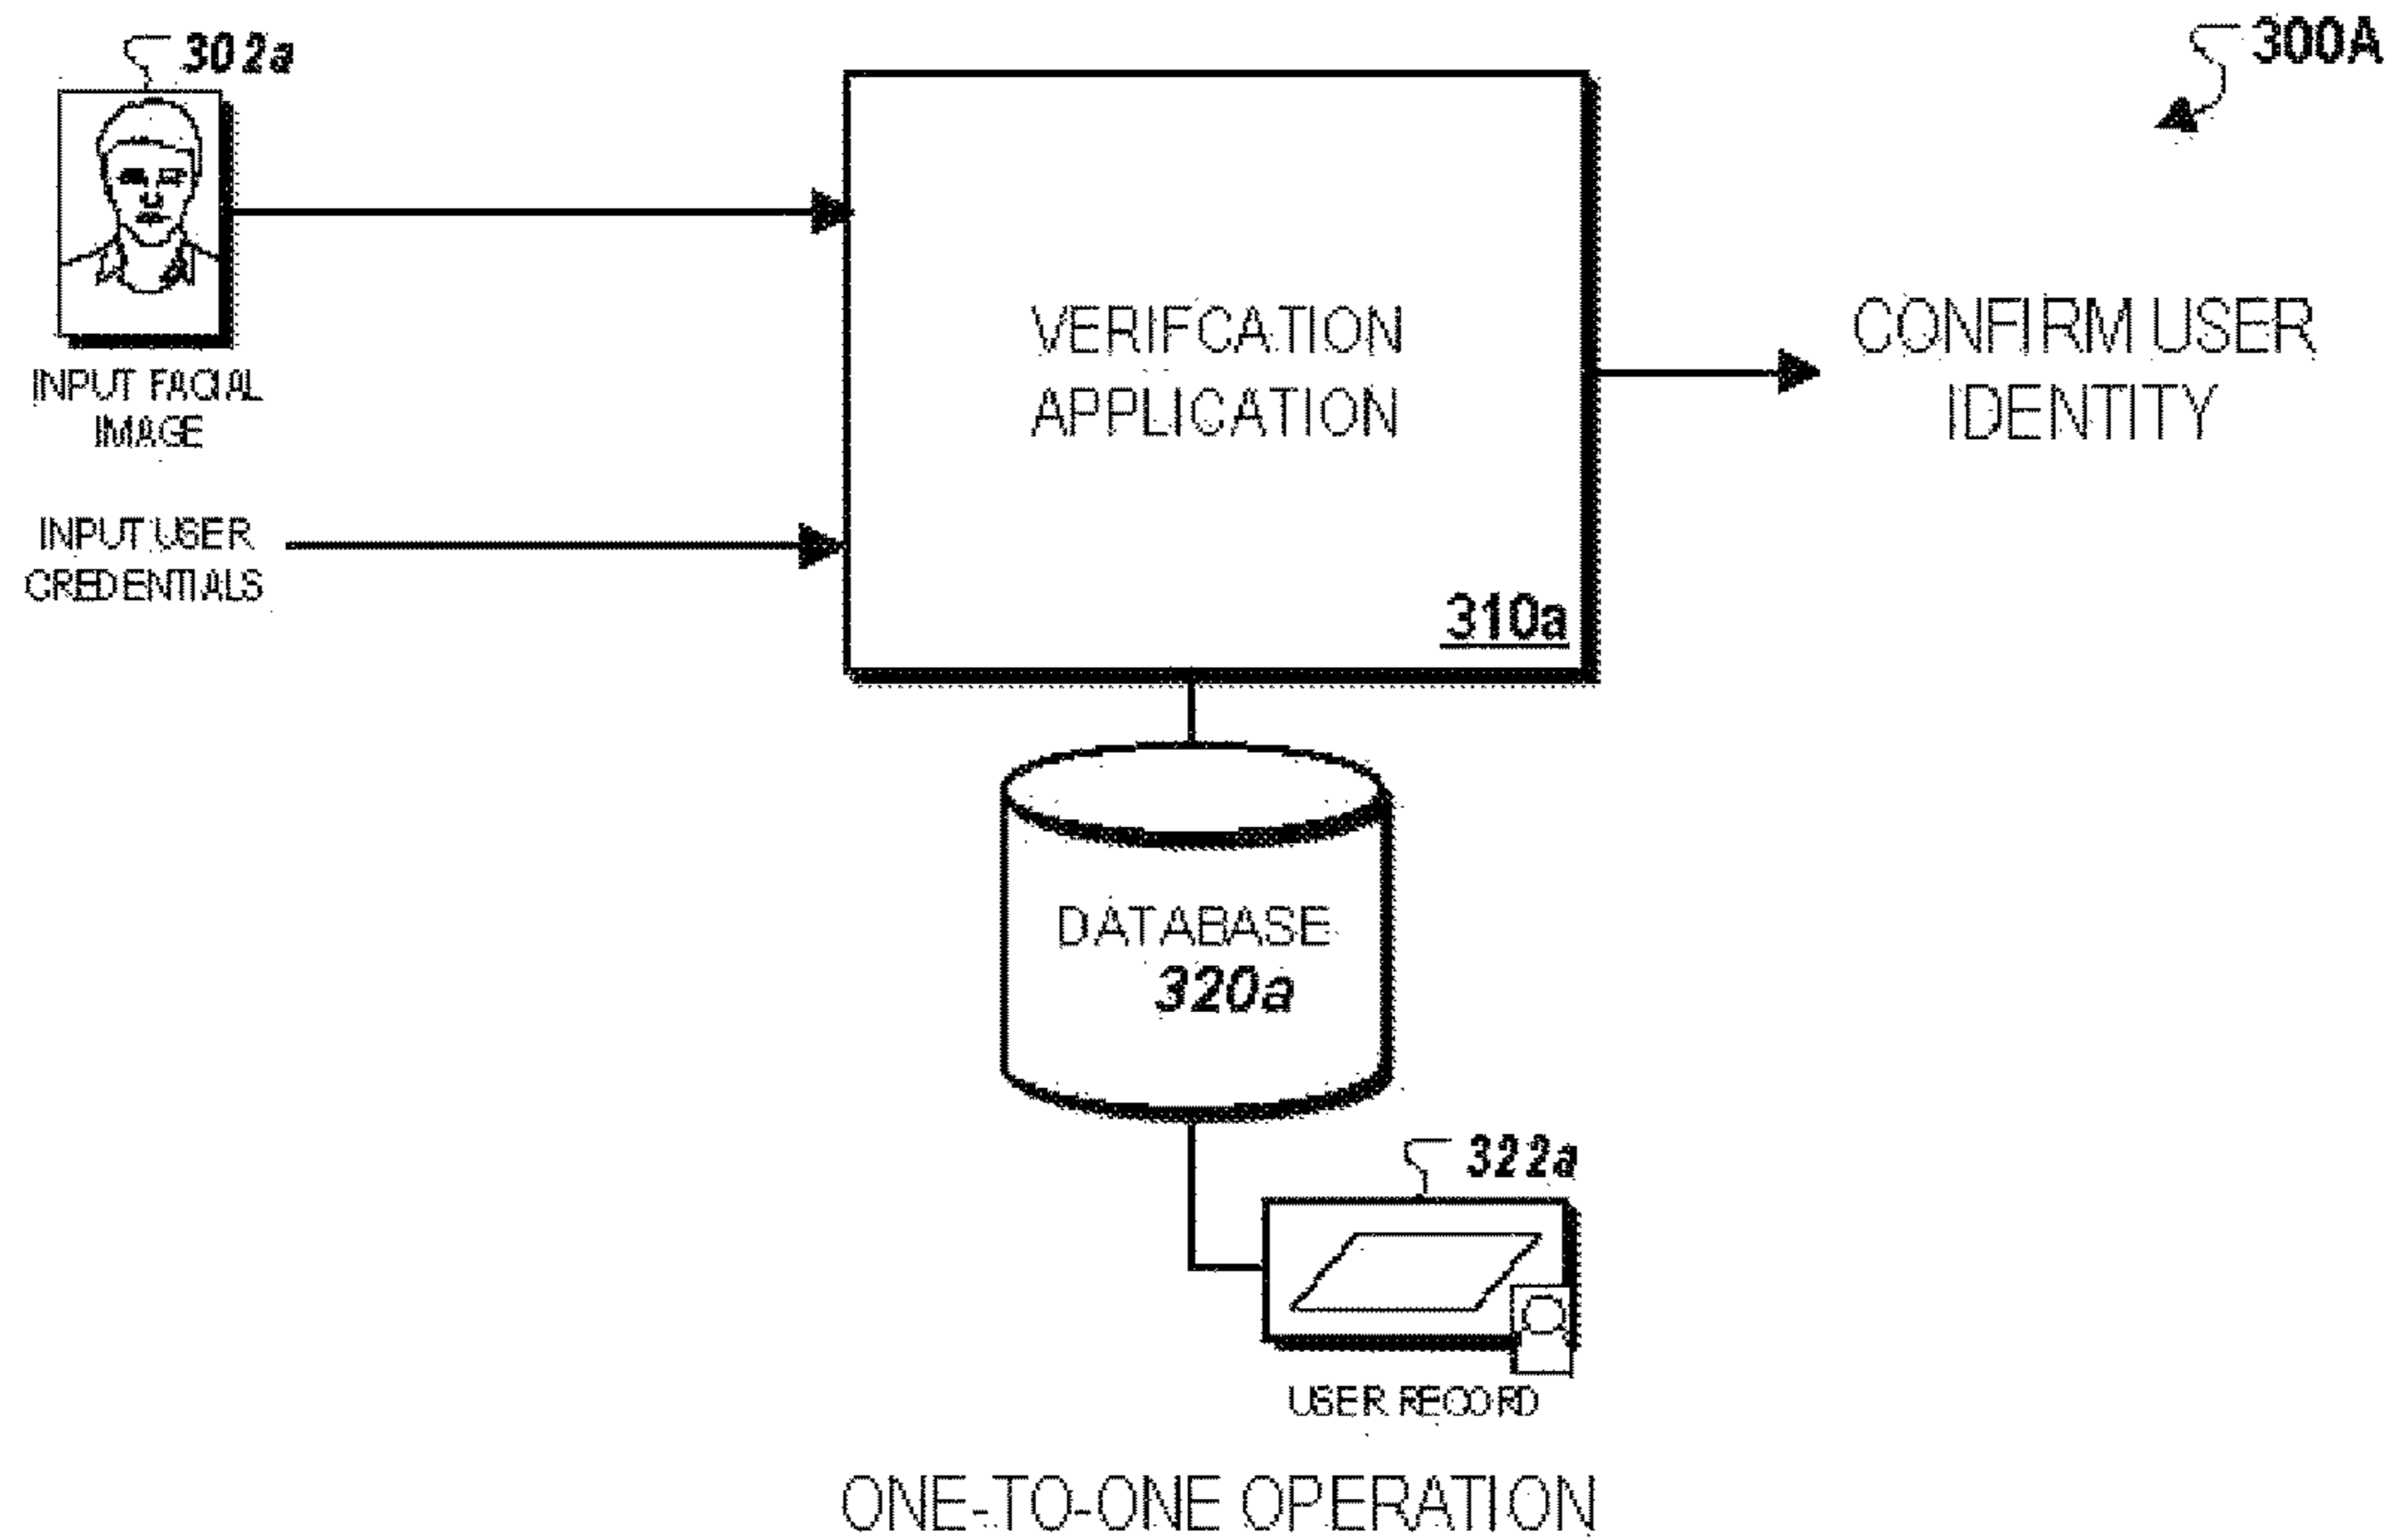 302a
300A
INPUT FACIAL
IMAGE
INPUT USER
CREDENTIALS
VERIFCATION
APPLICATION
310a
CONFIRM USER
IDENTITY
DATABASE
320a
322a
USER RECORD
ONE-TO-ONE OPERATION